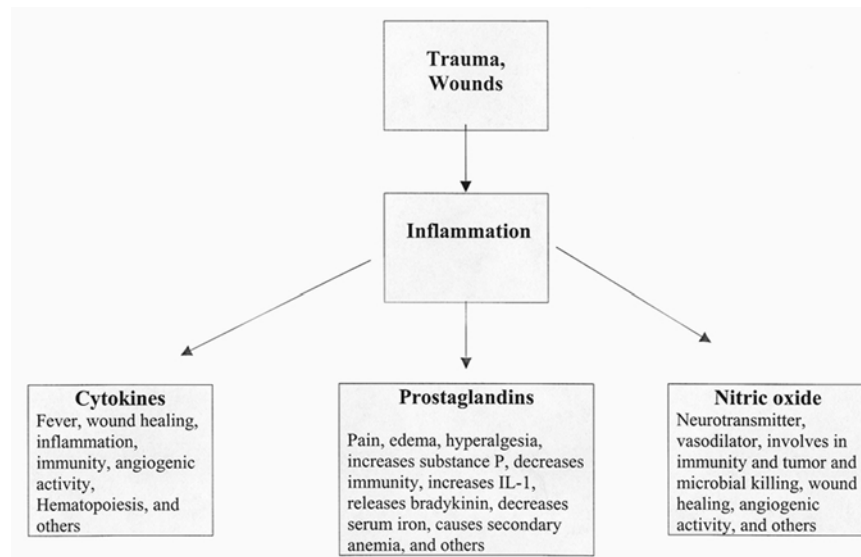 Trauma,
Wounds
Inflammation
Cytokines
Fever, wound healing,
inflammation,
immunity, angiogenic
activity,
Hematopoiesis, and
others
Prostaglandins
Pain, edema, hyperalgesia,
increases substance P, decreases
immunity, increases IL-1,
releases bradykinin, decreases
serum iron, causes secondary
anemia, and others
Nitric oxide
Neurotransmitter,
vasodilator, involves in
immunity and tumor and
microbial killing, wound
healing, angiogenic
activity, and others